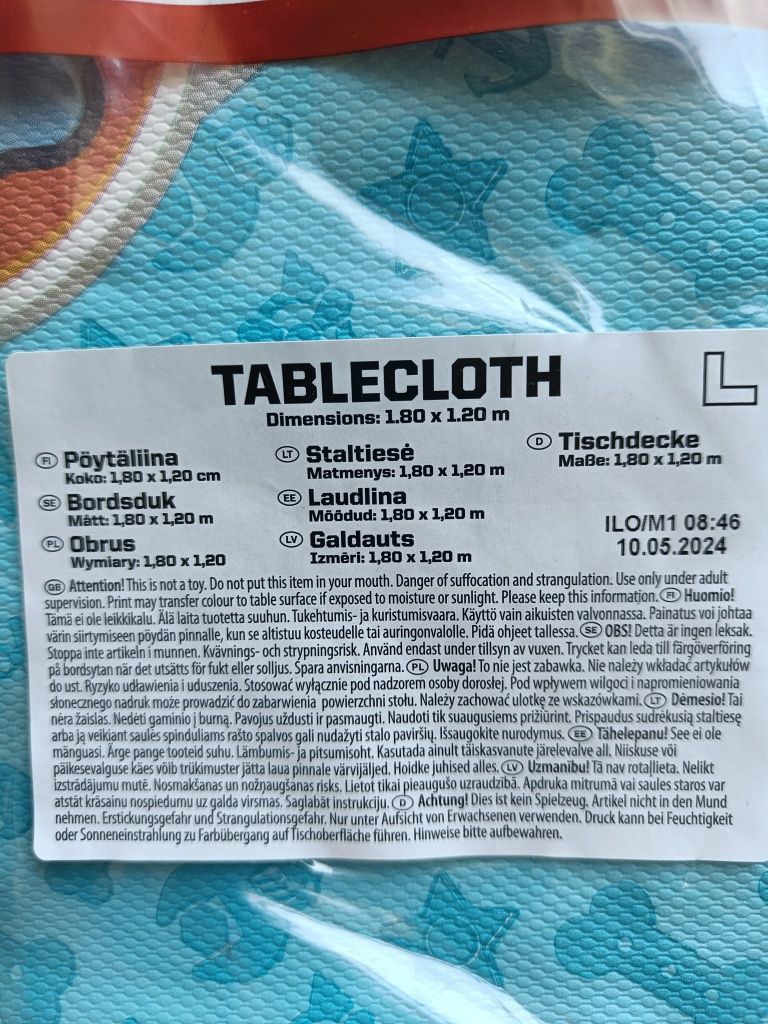 TABLECLOTH
Dimensions: 1.80 x 1.20 m
L
FI Pöytäliina
Koko: 1,80 x 1,20 cm
SE Bordsduk
Mått: 1,80 x 1,20 m
PL Obrus
Wymiary: 1,80 x 1,20
LT Staltiesė
Matmenys: 1,80 x 1,20 m
EE Laudlina
Mõõdud: 1,80 x 1,20 m
LV Galdauts
Izmēri: 1,80 x 1,20 m
D Tischdecke
Maße: 1,80 x 1,20 m
ILO/M1 08:46
10.05.2024
GB Attention! This is not a toy. Do not put this item in your mouth. Danger of suffocation and strangulation. Use only under adult
supervision. Print may transfer colour to table surface if exposed to moisture or sunlight. Please keep this information. FI Huomio!
Tämä ei ole leikkikalu. Älä laita tuotetta suuhun. Tukehtumis- ja kuristumisvaara. Käyttö vain aikuisten valvonnassa. Painatus voi johtaa
värin siirtymiseen pöydän pinnalle, kun se altistuu kosteudelle tai auringonvalolle. Pidä ohjeet tallessa. SE OBS! Detta är ingen leksak.
Stoppa inte artikeln i munnen. Kvävnings- och strypningsrisk. Använd endast under tillsyn av vuxen. Trycket kan leda till färgöverföring
på bordsytan när det utsätts för fukt eller solljus. Spara anvisningarna. PL Uwaga! To nie jest zabawka. Nie należy wkładać artykułów
do ust. Ryzyko udławienia i uduszenia. Stosować wyłącznie pod nadzorem osoby dorosłej. Pod wpływem wilgoci i napromieniowania
słonecznego nadruk może prowadzić do zabarwienia powierzchni stołu. Należy zachować ulotkę ze wskazówkami. LT Dėmesio! Tai
nėra žaislas. Nedėti gaminio į burną. Pavojus uždusti ir pasmaugti. Naudoti tik suaugusiems prižiūrint. Prispaudus sudrėkusią staltiesę
arba ją veikiant saulės spinduliams rašto spalvos gali nudažyti stalo paviršių. Išsaugokite nurodymus. EE Tähelepanu! See ei ole
mänguasi. Ärge pange tooteid suhu. Lämbumis- ja pitsumisoht. Kasutada ainult täiskasvanute järelevalve all. Niiskuse või
päikesevalguse käes võib trükimuster jätta laua pinnale värvijäljed. Hoidke juhised alles. LV Uzmanību! Tā nav rotaļlieta. Nelikt
izstrādājumu mutē. Nosmakšanas un nožņaugšanas risks. Lietot tikai pieaugušo uzraudzībā. Apdruka mitrumā vai saules staros var
atstāt krāsainu nospiedumu uz galda virsmas. Saglabāt instrukciju. D Achtung! Dies ist kein Spielzeug. Artikel nicht in den Mund
nehmen. Erstickungsgefahr und Strangulationsgefahr. Nur unter Aufsicht von Erwachsenen verwenden. Druck kann bei Feuchtigkeit
oder Sonneneinstrahlung zu Farbübergang auf Tischoberfläche führen. Hinweise bitte aufbewahren.